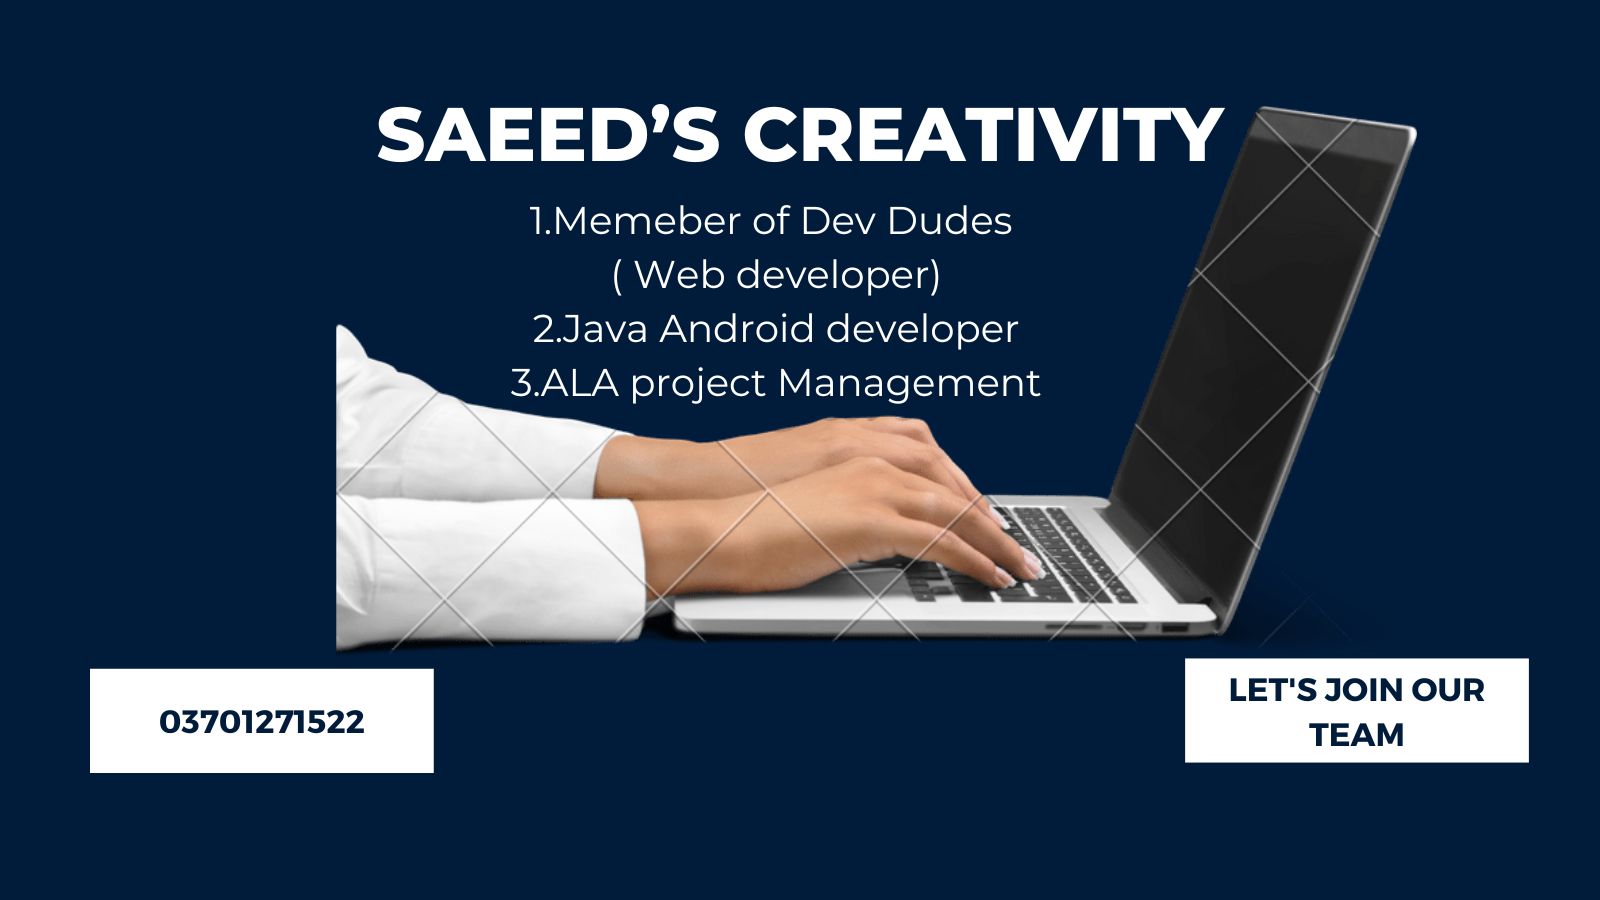 SAEED’S CREATIVITY
1.Memeber of Dev Dudes
( Web developer)
2.Java Android developer
3.ALA project Management
03701271522
LET'S JOIN OUR
TEAM